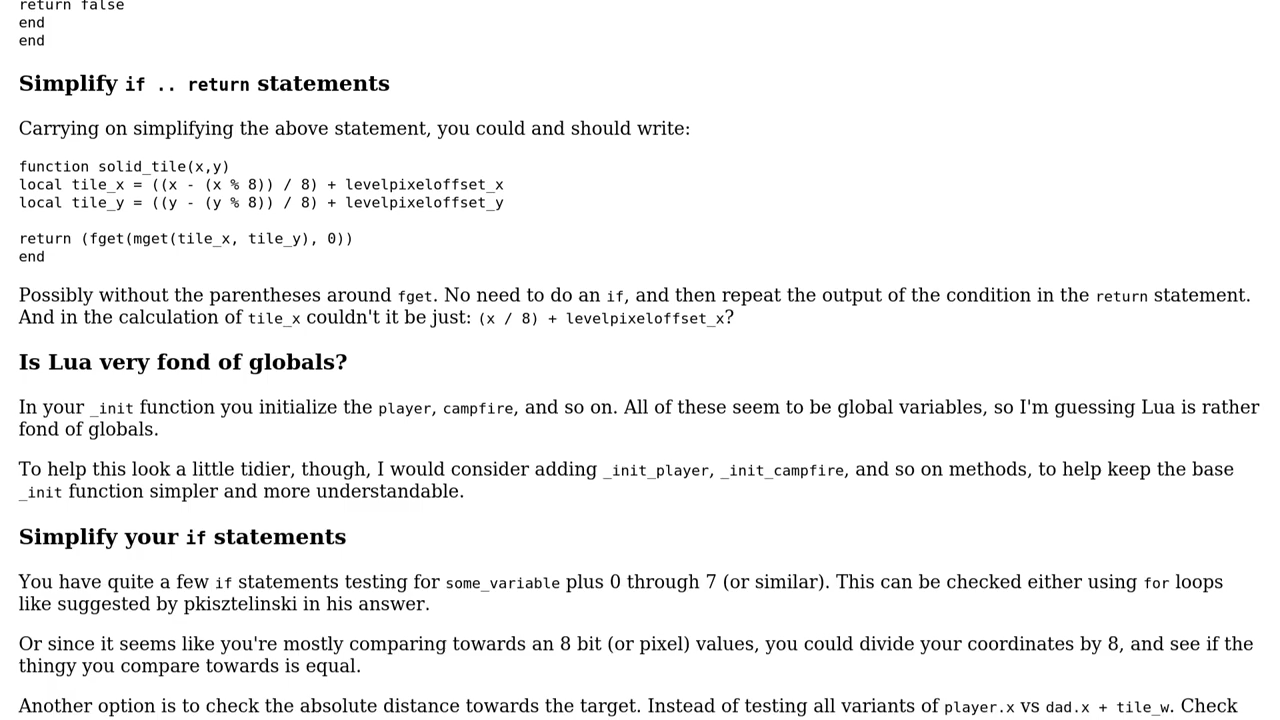 return false
end
end
Simplify if .. return statements
Carrying on simplifying the above statement, you could and should write:
function solid_tile(x,y)
local tile_x = ((x - (x % 8)) / 8) + levelpixeloffset_x
local tile_y = ((y - (y % 8)) / 8) + levelpixeloffset_y
return (fget(mget(tile_x, tile_y), 0))
end
Possibly without the parentheses around fget. No need to do an if, and then repeat the output of the condition in the return statement.
And in the calculation of tile_x couldn't it be just: (x / 8) + levelpixeloffset_x?
Is Lua very fond of globals?
In your _init function you initialize the player, campfire, and so on. All of these seem to be global variables, so I'm guessing Lua is rather
fond of globals.
To help this look a little tidier, though, I would consider adding _init_player, _init_campfire, and so on methods, to help keep the base
_init function simpler and more understandable.
Simplify your if statements
You have quite a few if statements testing for some_variable plus 0 through 7 (or similar). This can be checked either using for loops
like suggested by pkisztelinski in his answer.
Or since it seems like you're mostly comparing towards an 8 bit (or pixel) values, you could divide your coordinates by 8, and see if the
thingy you compare towards is equal.
Another option is to check the absolute distance towards the target. Instead of testing all variants of player.x vs dad.x + tile_w. Check